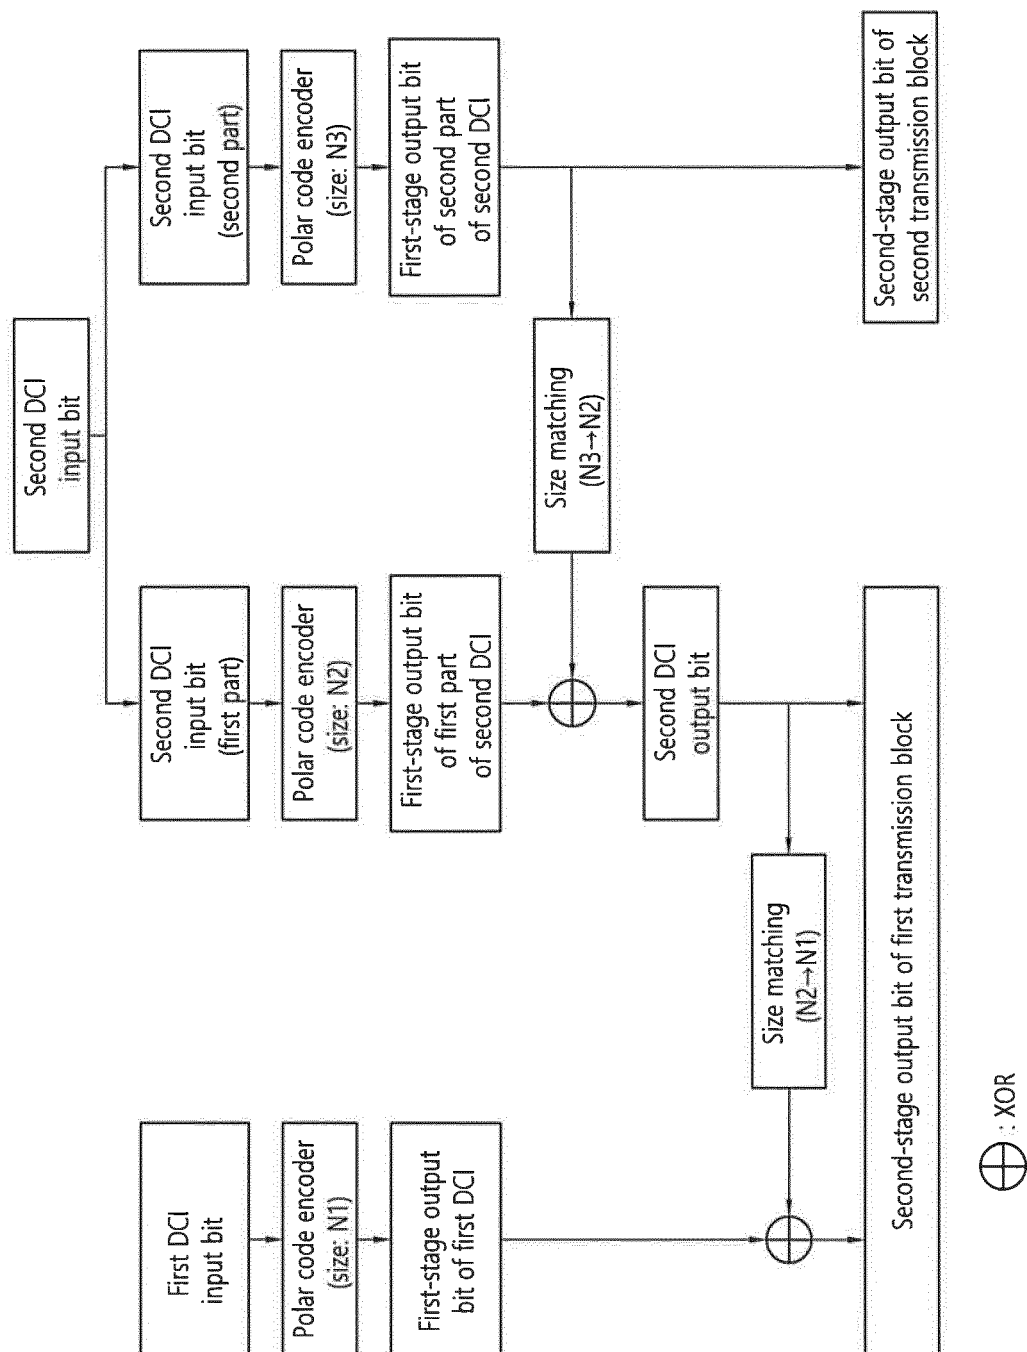 Second DCI
input bit
First DCI
input bit
Second DCI
input bit
(first part)
Second DCI
input bit
(second part)
Polar code encoder
(size: N1)
Polar code encoder
(size: N2)
Polar code encoder
(size: N3)
First-stage output
bit of first DCI
First-stage output bit
of first part
of second DCI
First-stage output bit
of second part
of second DCI
Size matching
(N3→N2)
Second DCI
output bit
Size matching
(N2→N1)
Second-stage output bit of first transmission block
Second-stage output bit of
second transmission block
⊕ : XOR